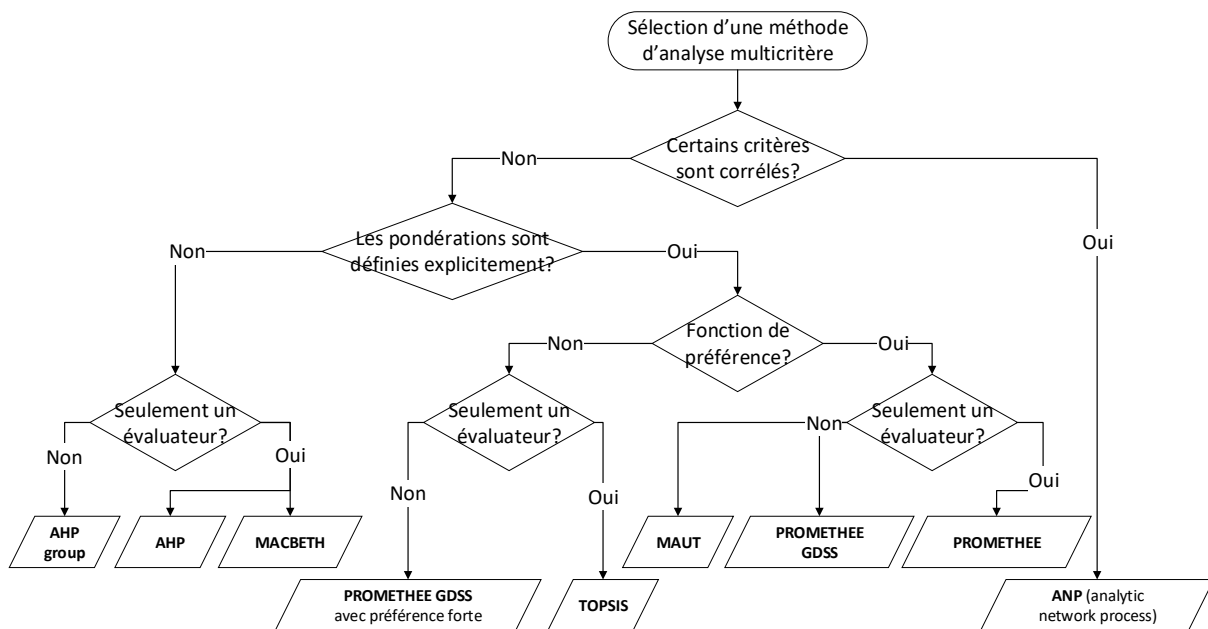 Sélection d’une méthode
d’analyse multicritère
Certains critères
sont corrélés?
Non
Oui
Les pondérations sont
définies explicitement?
Non
Oui
Fonction de
préférence?
Non
Oui
Seulement un
évaluateur?
Non
Oui
Seulement un
évaluateur?
Non
Oui
Seulement un
évaluateur?
Non
Oui
AHP
group
AHP
MACBETH
PROMETHEE GDSS
avec préférence forte
TOPSIS
MAUT
PROMETHEE
GDSS
PROMETHEE
ANP (analytic
network process)